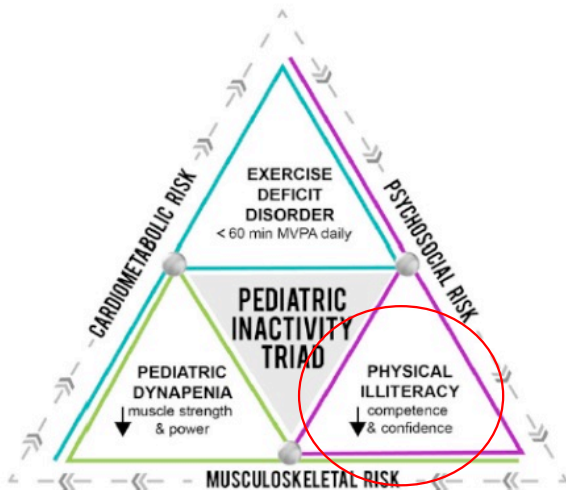 EXERCISE
DEFICIT
DISORDER
< 60 min MVPA daily
CARDIOMETABOLIC RISK
PSYCHOSOCIAL RISK
PEDIATRIC
INACTIVITY
TRIAD
PEDIATRIC
DYNAPENIA
muscle strength
& power
PHYSICAL
ILLITERACY
competence
& confidence
MUSCULOSKELETAL RISK